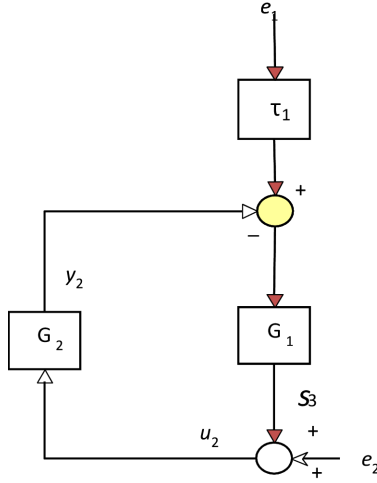 e1
τ1
+
−
y2
G2
G1
S3
u2
+
+
e2